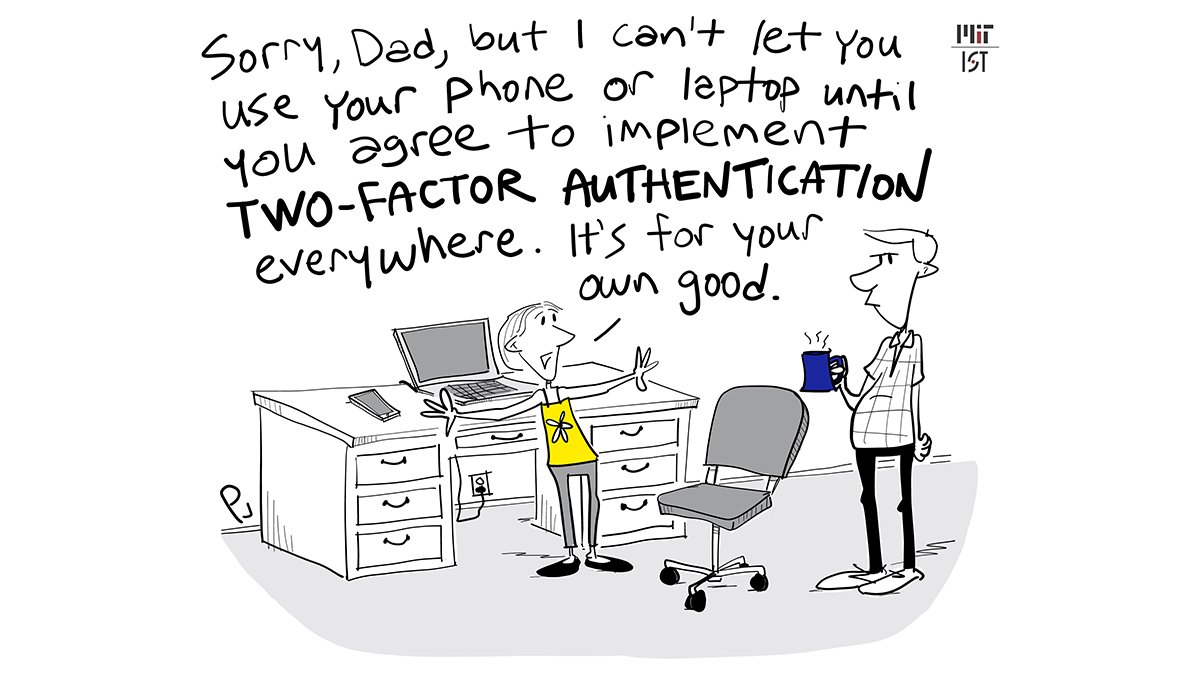 Sorry, Dad, but I can't let you
use your phone or laptop until
you agree to implement
TWO-FACTOR AUTHENTICATION
everywhere. It's for your
own good.
MIT
IST